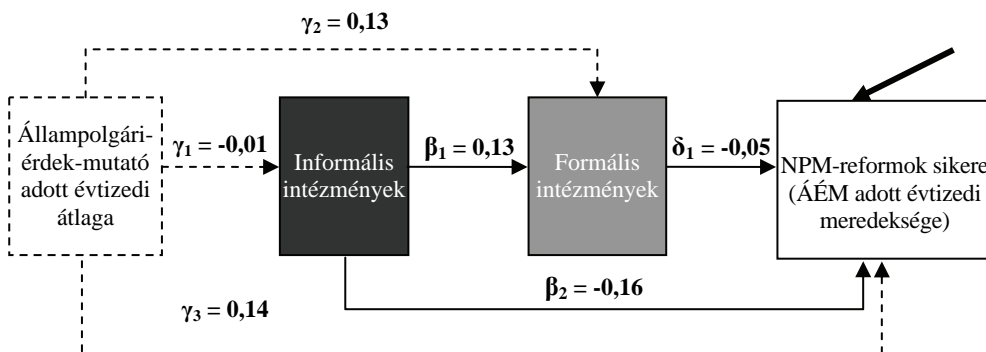 γ₂ = 0,13
Állampolgári-
érdek-mutató
adott évtizedi
átlaga
γ₁ = -0,01
Informális
intézmények
β₁ = 0,13
Formális
intézmények
δ₁ = -0,05
NPM-reformok sikere
(ÁÉM adott évtizedi
meredeksége)
β₂ = -0,16
γ₃ = 0,14